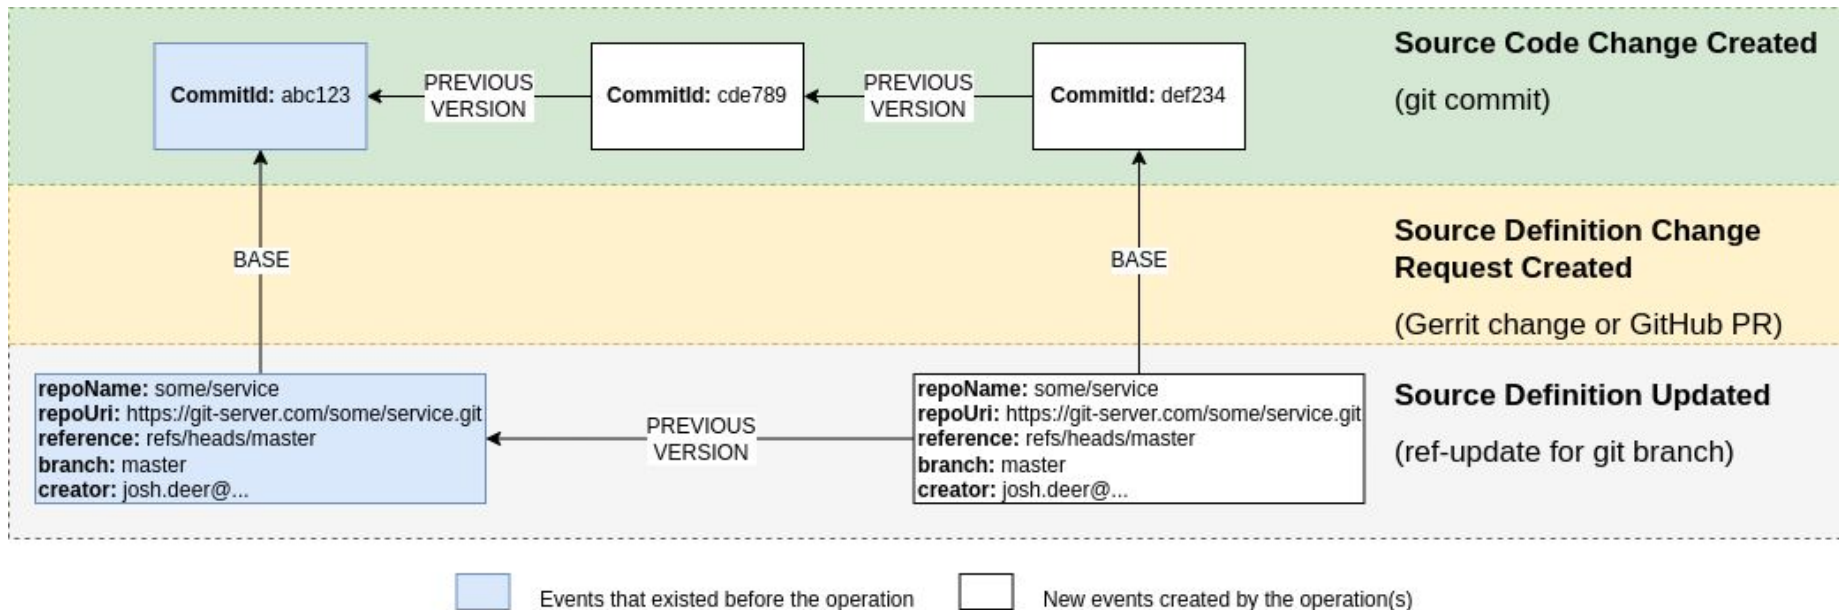 Source Code Change Created
(git commit)
CommitId: abc123
PREVIOUS
VERSION
CommitId: cde789
PREVIOUS
VERSION
CommitId: def234
BASE
BASE
Source Definition Change
Request Created
(Gerrit change or GitHub PR)
repoName: some/service
repoUri: https://git-server.com/some/service.git
reference: refs/heads/master
branch: master
creator: josh.deer@...
PREVIOUS
VERSION
repoName: some/service
repoUri: https://git-server.com/some/service.git
reference: refs/heads/master
branch: master
creator: josh.deer@...
Source Definition Updated
(ref-update for git branch)
Events that existed before the operation
New events created by the operation(s)